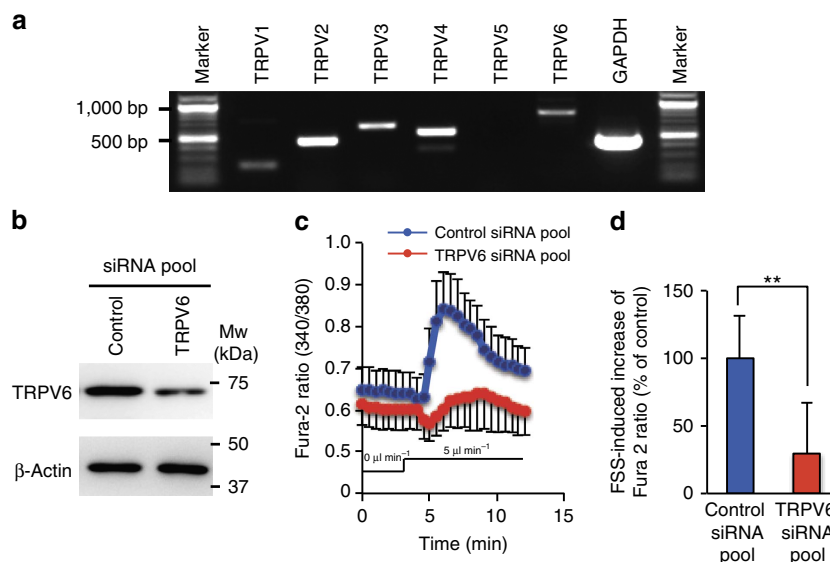 a
Marker
TRPV1
TRPV2
TRPV3
TRPV4
TRPV5
TRPV6
GAPDH
Marker
1,000 bp
500 bp
b
siRNA pool
Control
TRPV6
Mw
(kDa)
TRPV6
75
50
β-Actin
37
c
Control siRNA pool
TRPV6 siRNA pool
Fura-2 ratio (340/380)
1.0
0.9
0.8
0.7
0.6
0.5
0
0 µl min⁻¹
5 µl min⁻¹
0
5
10
15
Time (min)
d
**
FSS-induced increase of
Fura 2 ratio (% of control)
150
100
50
0
Control
siRNA
pool
TRPV6
siRNA
pool